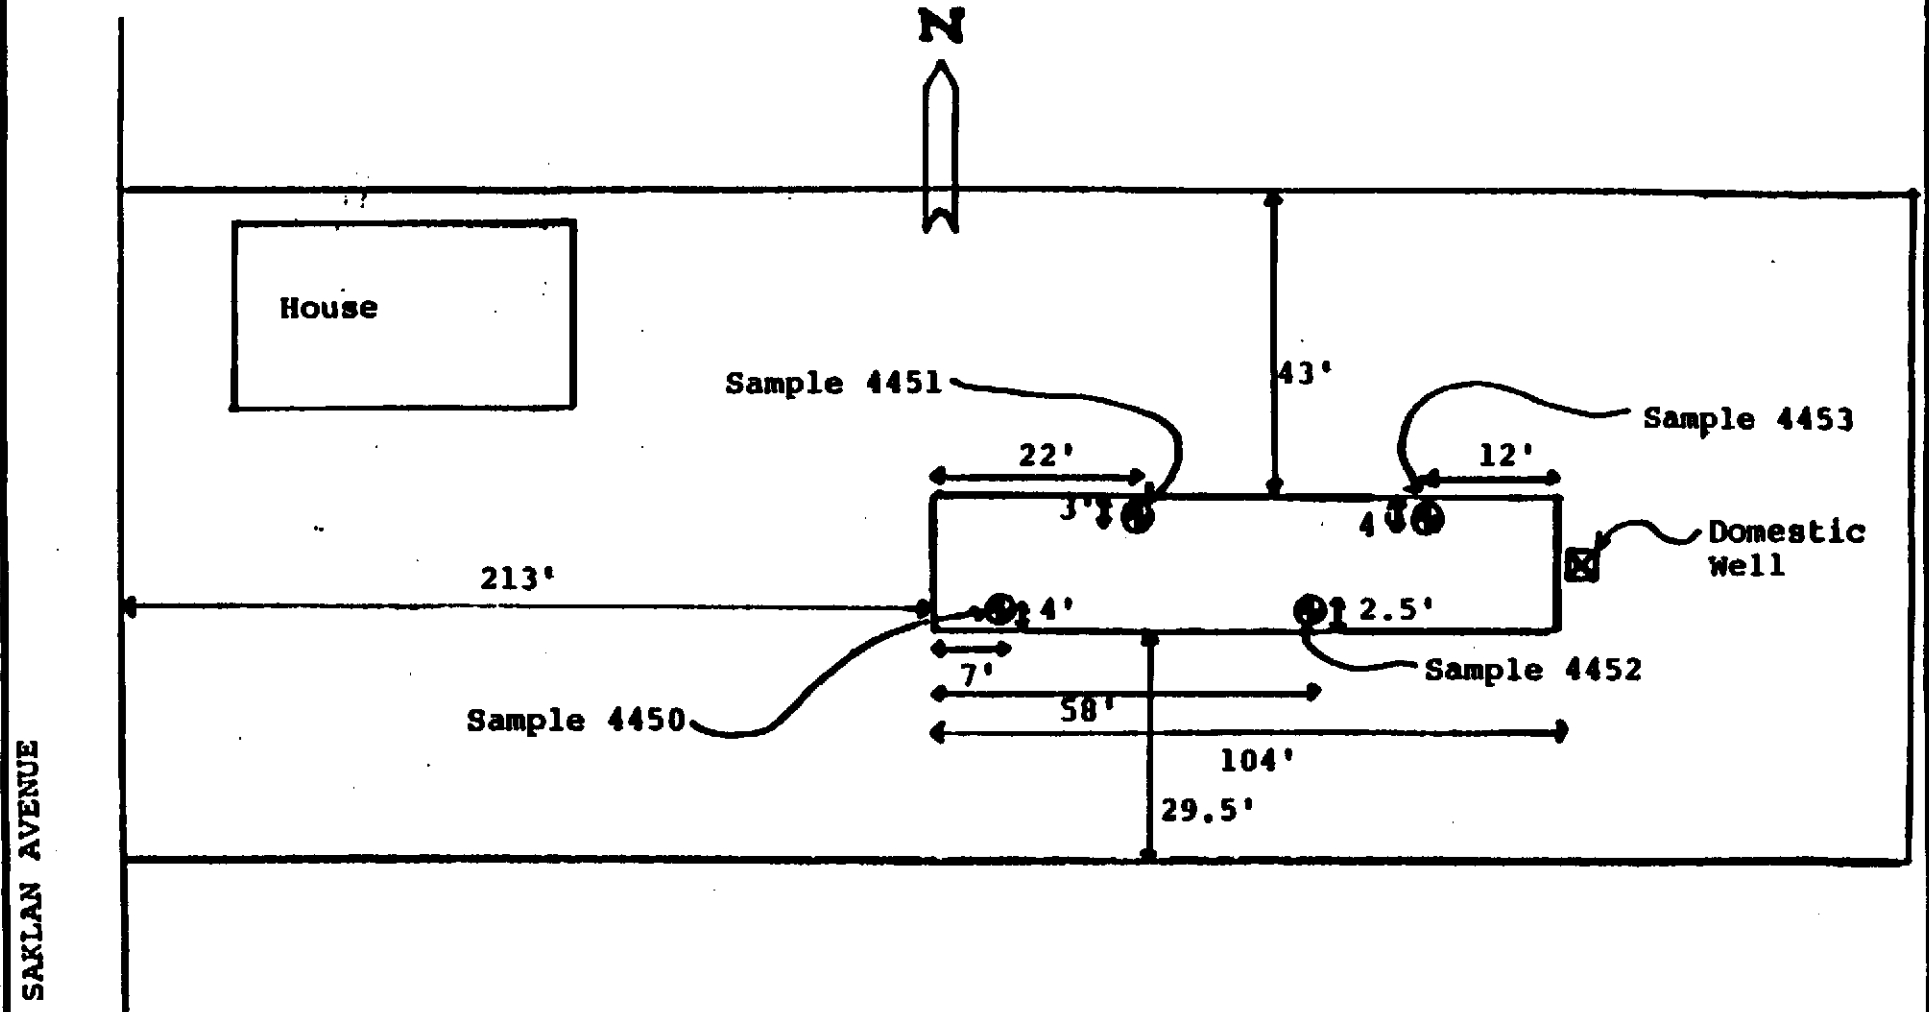 N
House
Sample 4451
43'
Sample 4453
22'
12'
3'
4'
Domestic
Well
213'
4'
2.5'
7'
Sample 4452
58'
Sample 4450
104'
29.5'
SAKLAN AVENUE